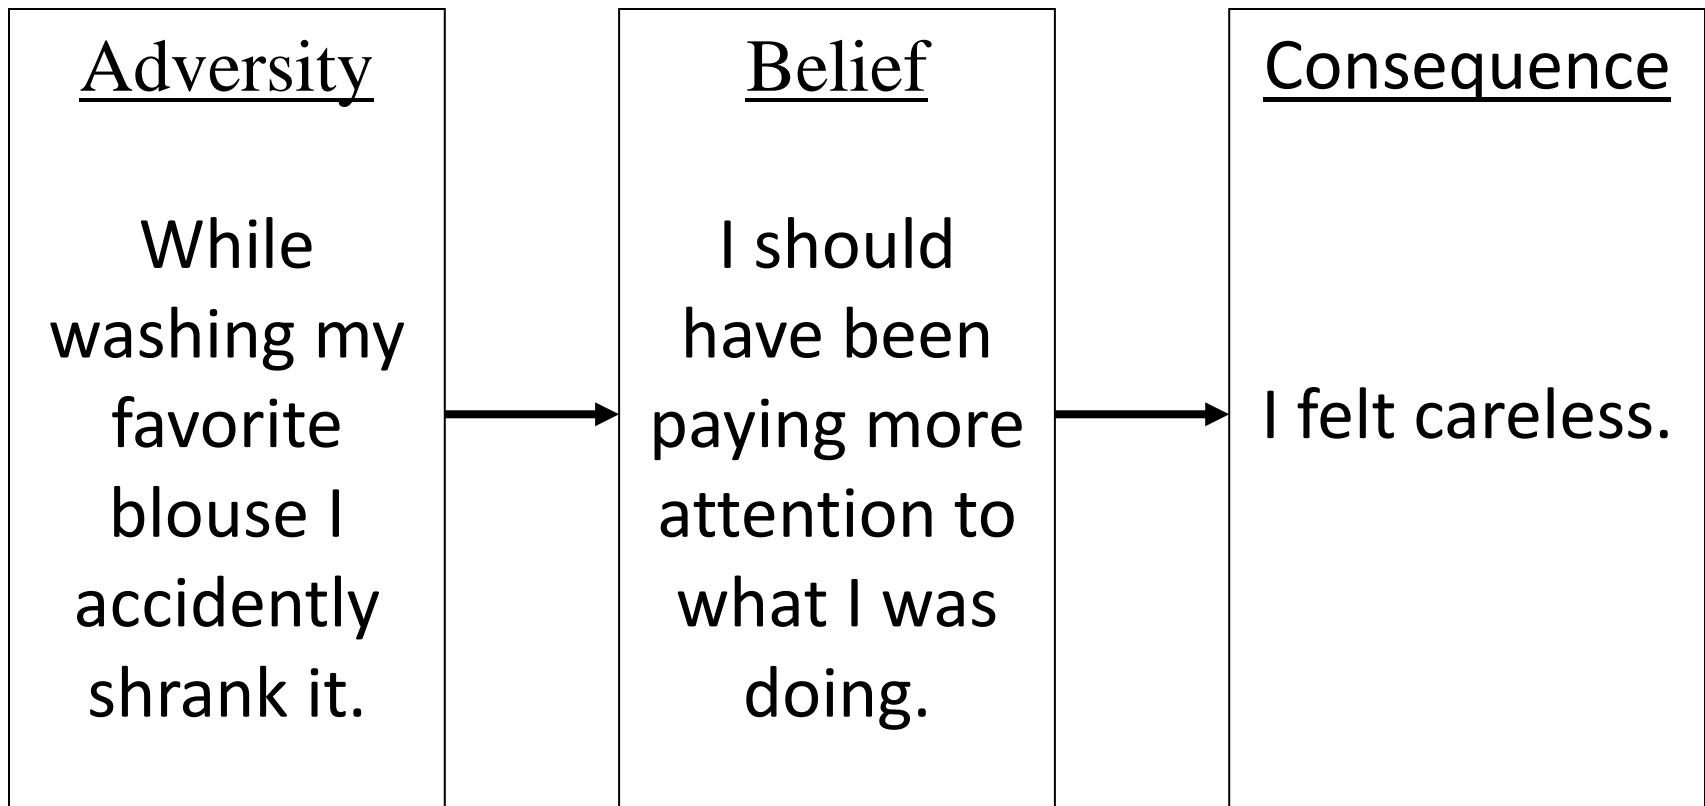 Adversity
While
washing my
favorite
blouse I
accidently
shrank it.
Belief
I should
have been
paying more
attention to
what I was
doing.
Consequence
I felt careless.